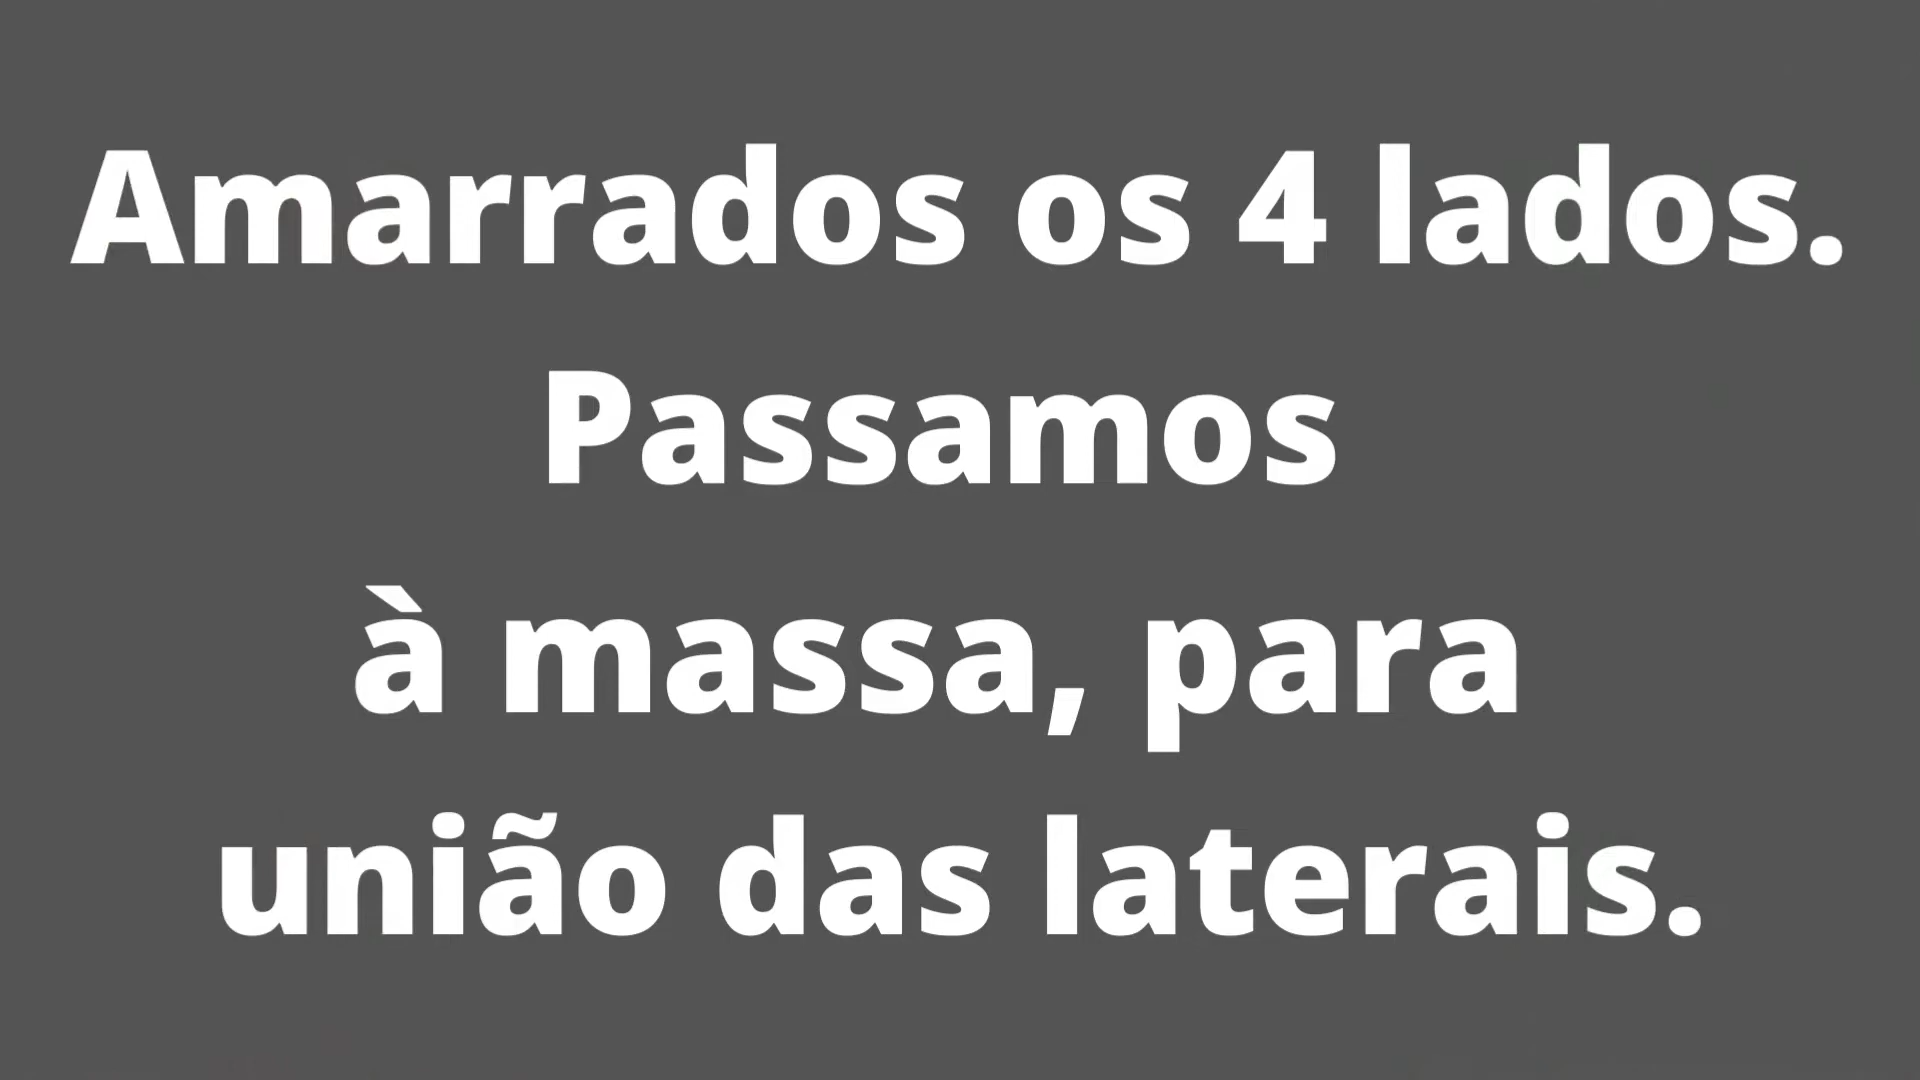 Amarrados os 4 lados.
Passamos
à massa, para
união das laterais.